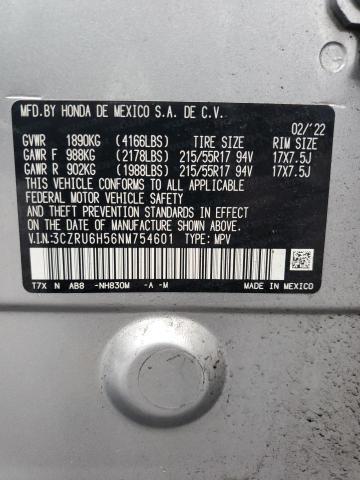 MFD.BY HONDA DE MEXICO S.A. DE C.V.
02/'22
GVWR 1890KG (4166LBS) TIRE SIZE RIM SIZE
GAWR F 988KG (2178LBS) 215/55R17 94V 17X7.5J
GAWR R 902KG (1988LBS) 215/55R17 94V 17X7.5J
THIS VEHICLE CONFORMS TO ALL APPLICABLE
FEDERAL MOTOR VEHICLE SAFETY, BUMPER, AND
THEFT PREVENTION STANDARDS IN EFFECT ON THE
DATE OF MANUFACTURE SHOWN ABOVE.
V.I.N:3CZRU6H56NM754601 TYPE: MPV
T7X N AB8 -NH830M -A -M
MADE IN MEXICO